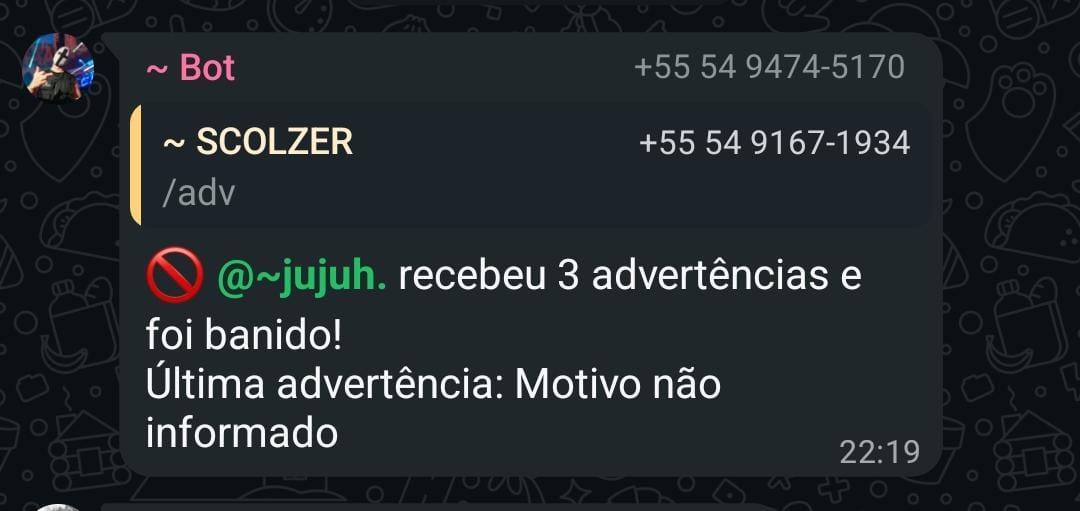 ~ Bot +55 54 9474-5170
~ SCOLZER +55 54 9167-1934
/adv
🚫 @~jujuh. recebeu 3 advertências e
foi banido!
Última advertência: Motivo não
informado
22:19